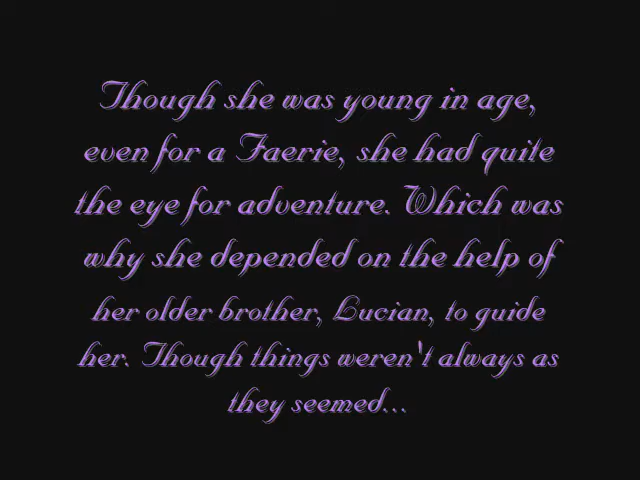 Though she was young in age,
even for a Faerie, she had quite
the eye for adventure. Which was
why she depended on the help of
her older brother, Lucian, to guide
her. Though things weren't always as
they seemed...